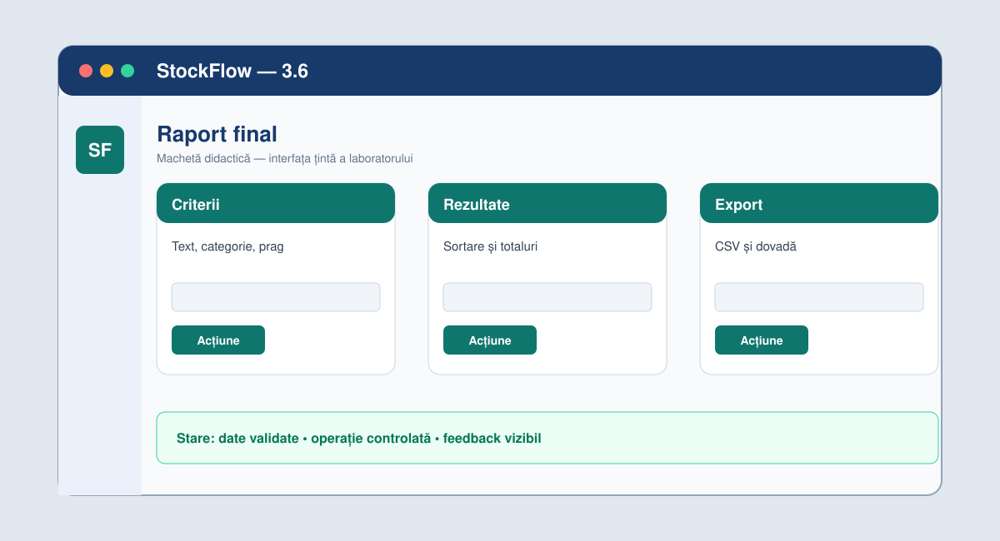 StockFlow — 3.6
SF
Raport final
Machetă didactică — interfața țintă a laboratorului
Criterii
Text, categorie, prag
Acțiune
Rezultate
Sortare și totaluri
Acțiune
Export
CSV și dovadă
Acțiune
Stare: date validate • operație controlată • feedback vizibil